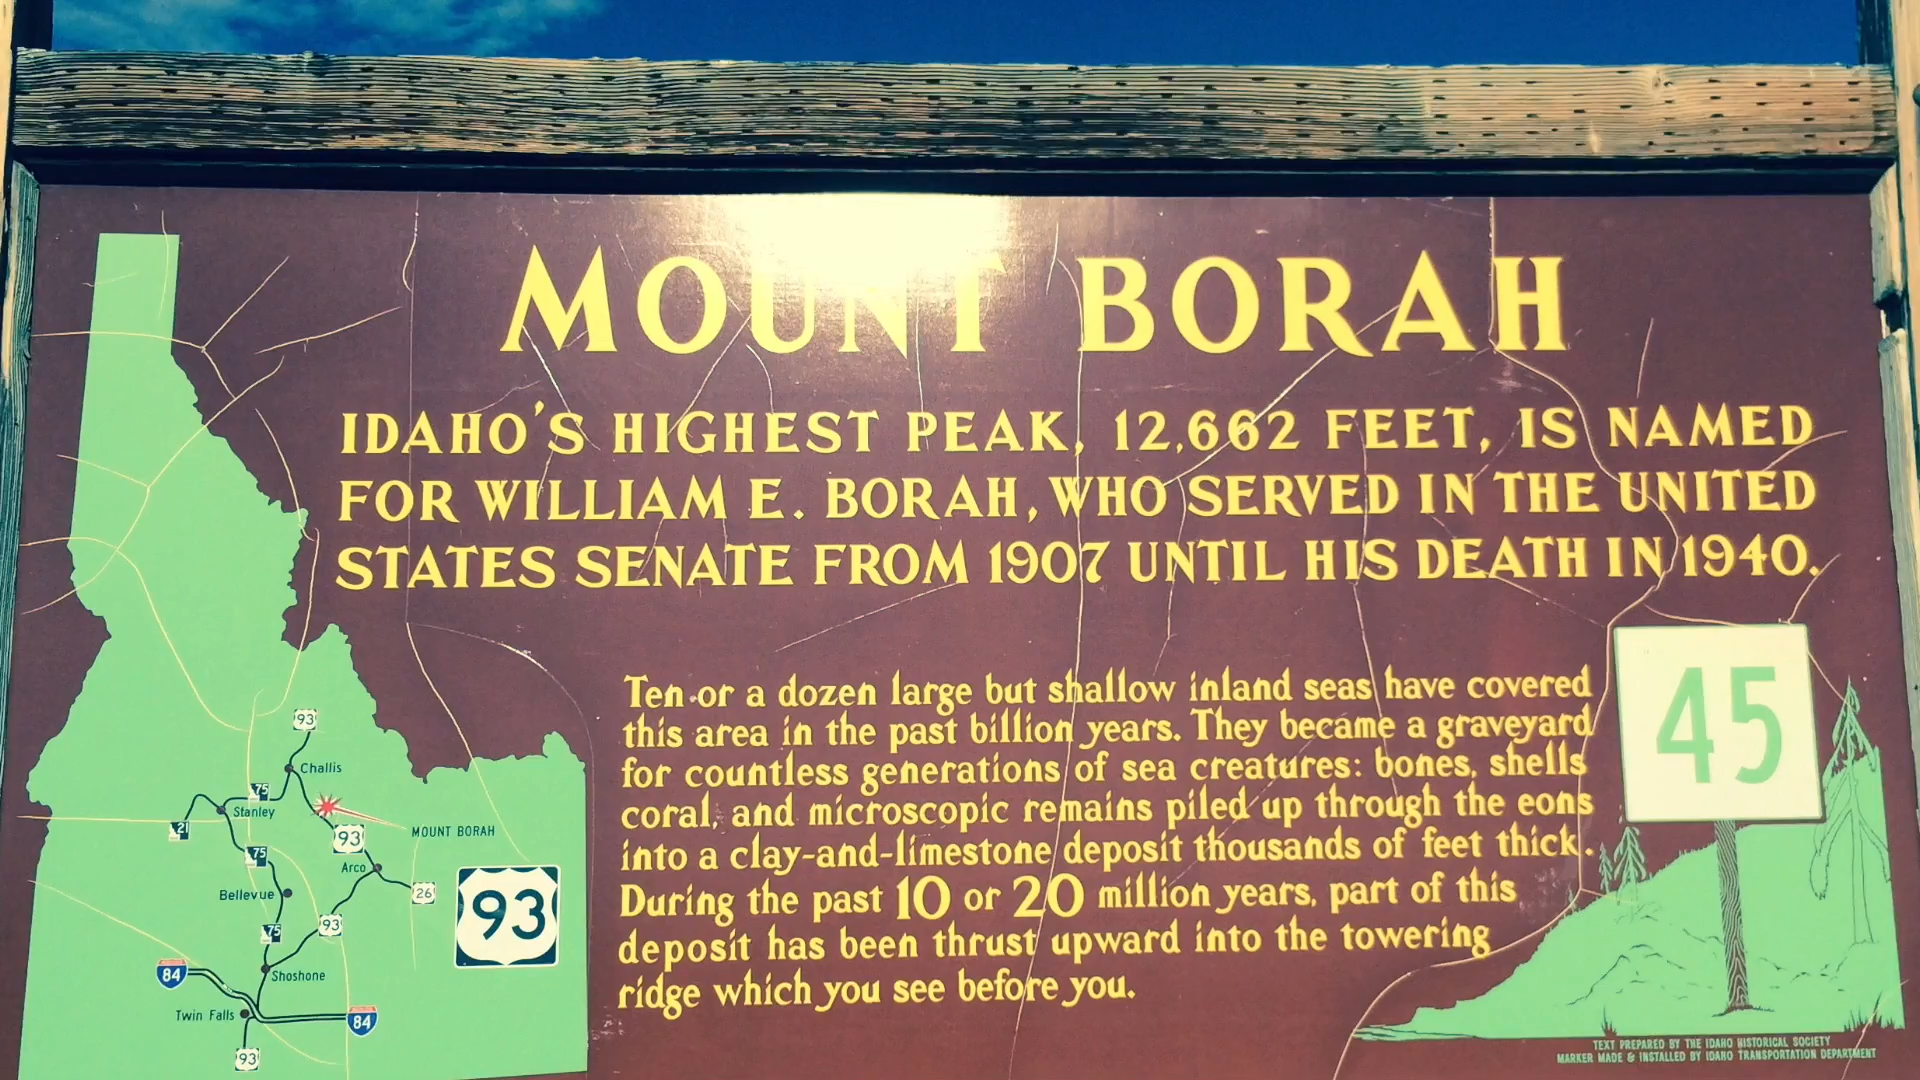 MOUNT BORAH
IDAHO'S HIGHEST PEAK, 12,662 FEET, IS NAMED
FOR WILLIAM E. BORAH, WHO SERVED IN THE UNITED
STATES SENATE FROM 1907 UNTIL HIS DEATH IN 1940.
Ten or a dozen large but shallow inland seas have covered
this area in the past billion years. They became a graveyard
for countless generations of sea creatures: bones, shells
coral, and microscopic remains piled up through the eons
into a clay-and-limestone deposit thousands of feet thick.
During the past 10 or 20 million years, part of this
deposit has been thrust upward into the towering
ridge which you see before you.
45
93
Challis
75
Stanley
21
93
MOUNT BORAH
75
Arco
26
Bellevue
93
93
75
Shoshone
84
Twin Falls
84
93
TEXT PREPARED BY THE IDAHO HISTORICAL SOCIETY
MARKER MADE & INSTALLED BY IDAHO TRANSPORTATION DEPARTMENT